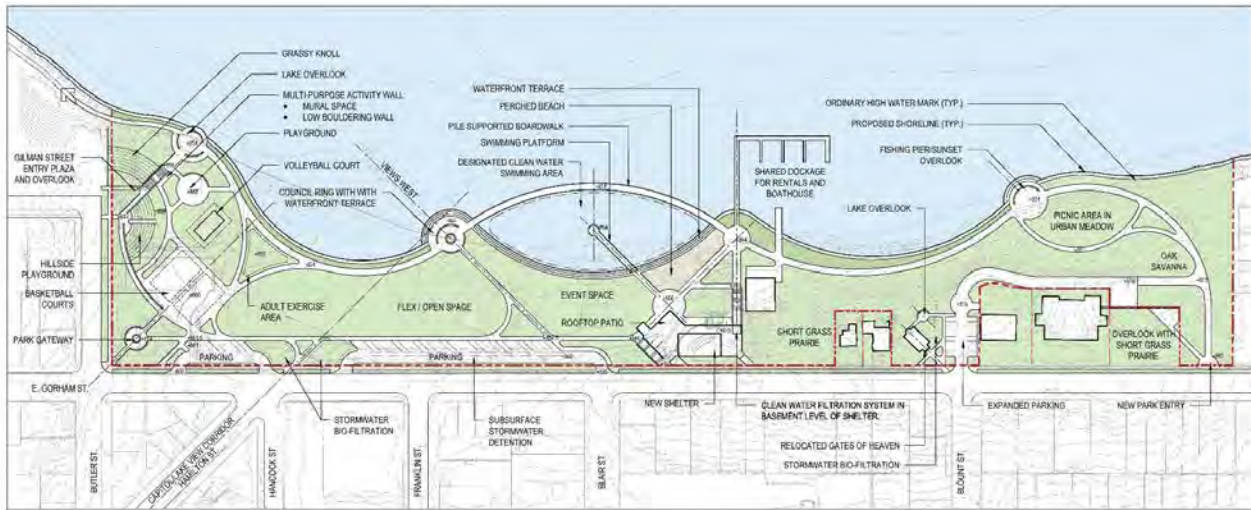 GRASSY KNOLL
LAKE OVERLOOK
MULTI-PURPOSE ACTIVITY WALL
• MURAL SPACE
• LOW BOULDERING WALL
PLAYGROUND
GILMAN STREET
ENTRY PLAZA
AND OVERLOOK
VOLLEYBALL COURT
COUNCIL RING WITH WITH
WATERFRONT TERRACE
VIEWS WEST
WATERFRONT TERRACE
PERCHED BEACH
PILE SUPPORTED BOARDWALK
SWIMMING PLATFORM
DESIGNATED CLEAN WATER
SWIMMING AREA
SHARED DOCKAGE
FOR RENTALS AND
BOATHOUSE
ORDINARY HIGH WATER MARK (TYP.)
PROPOSED SHORELINE (TYP.)
FISHING PIER/SUNSET
OVERLOOK
LAKE OVERLOOK
PICNIC AREA IN
URBAN MEADOW
OAK
SAVANNA
HILLSIDE
PLAYGROUND
BASKETBALL
COURTS
ADULT EXERCISE
AREA
FLEX / OPEN SPACE
EVENT SPACE
ROOFTOP PATIO
SHORT GRASS
PRAIRIE
OVERLOOK WITH
SHORT GRASS
PRAIRIE
PARK GATEWAY
PARKING
PARKING
E. GORHAM ST.
STORMWATER
BIO-FILTRATION
SUBSURFACE
STORMWATER
DETENTION
NEW SHELTER
CLEAN WATER FILTRATION SYSTEM IN
BASEMENT LEVEL OF SHELTER
RELOCATED GATES OF HEAVEN
STORMWATER BIO-FILTRATION
EXPANDED PARKING
NEW PARK ENTRY
BUTLER ST.
CAPITOL/LAKE VIEW CORRIDOR
HAMILTON ST.
HANCOCK ST
FRANKLIN ST.
BLAIR ST.
BLOUNT ST